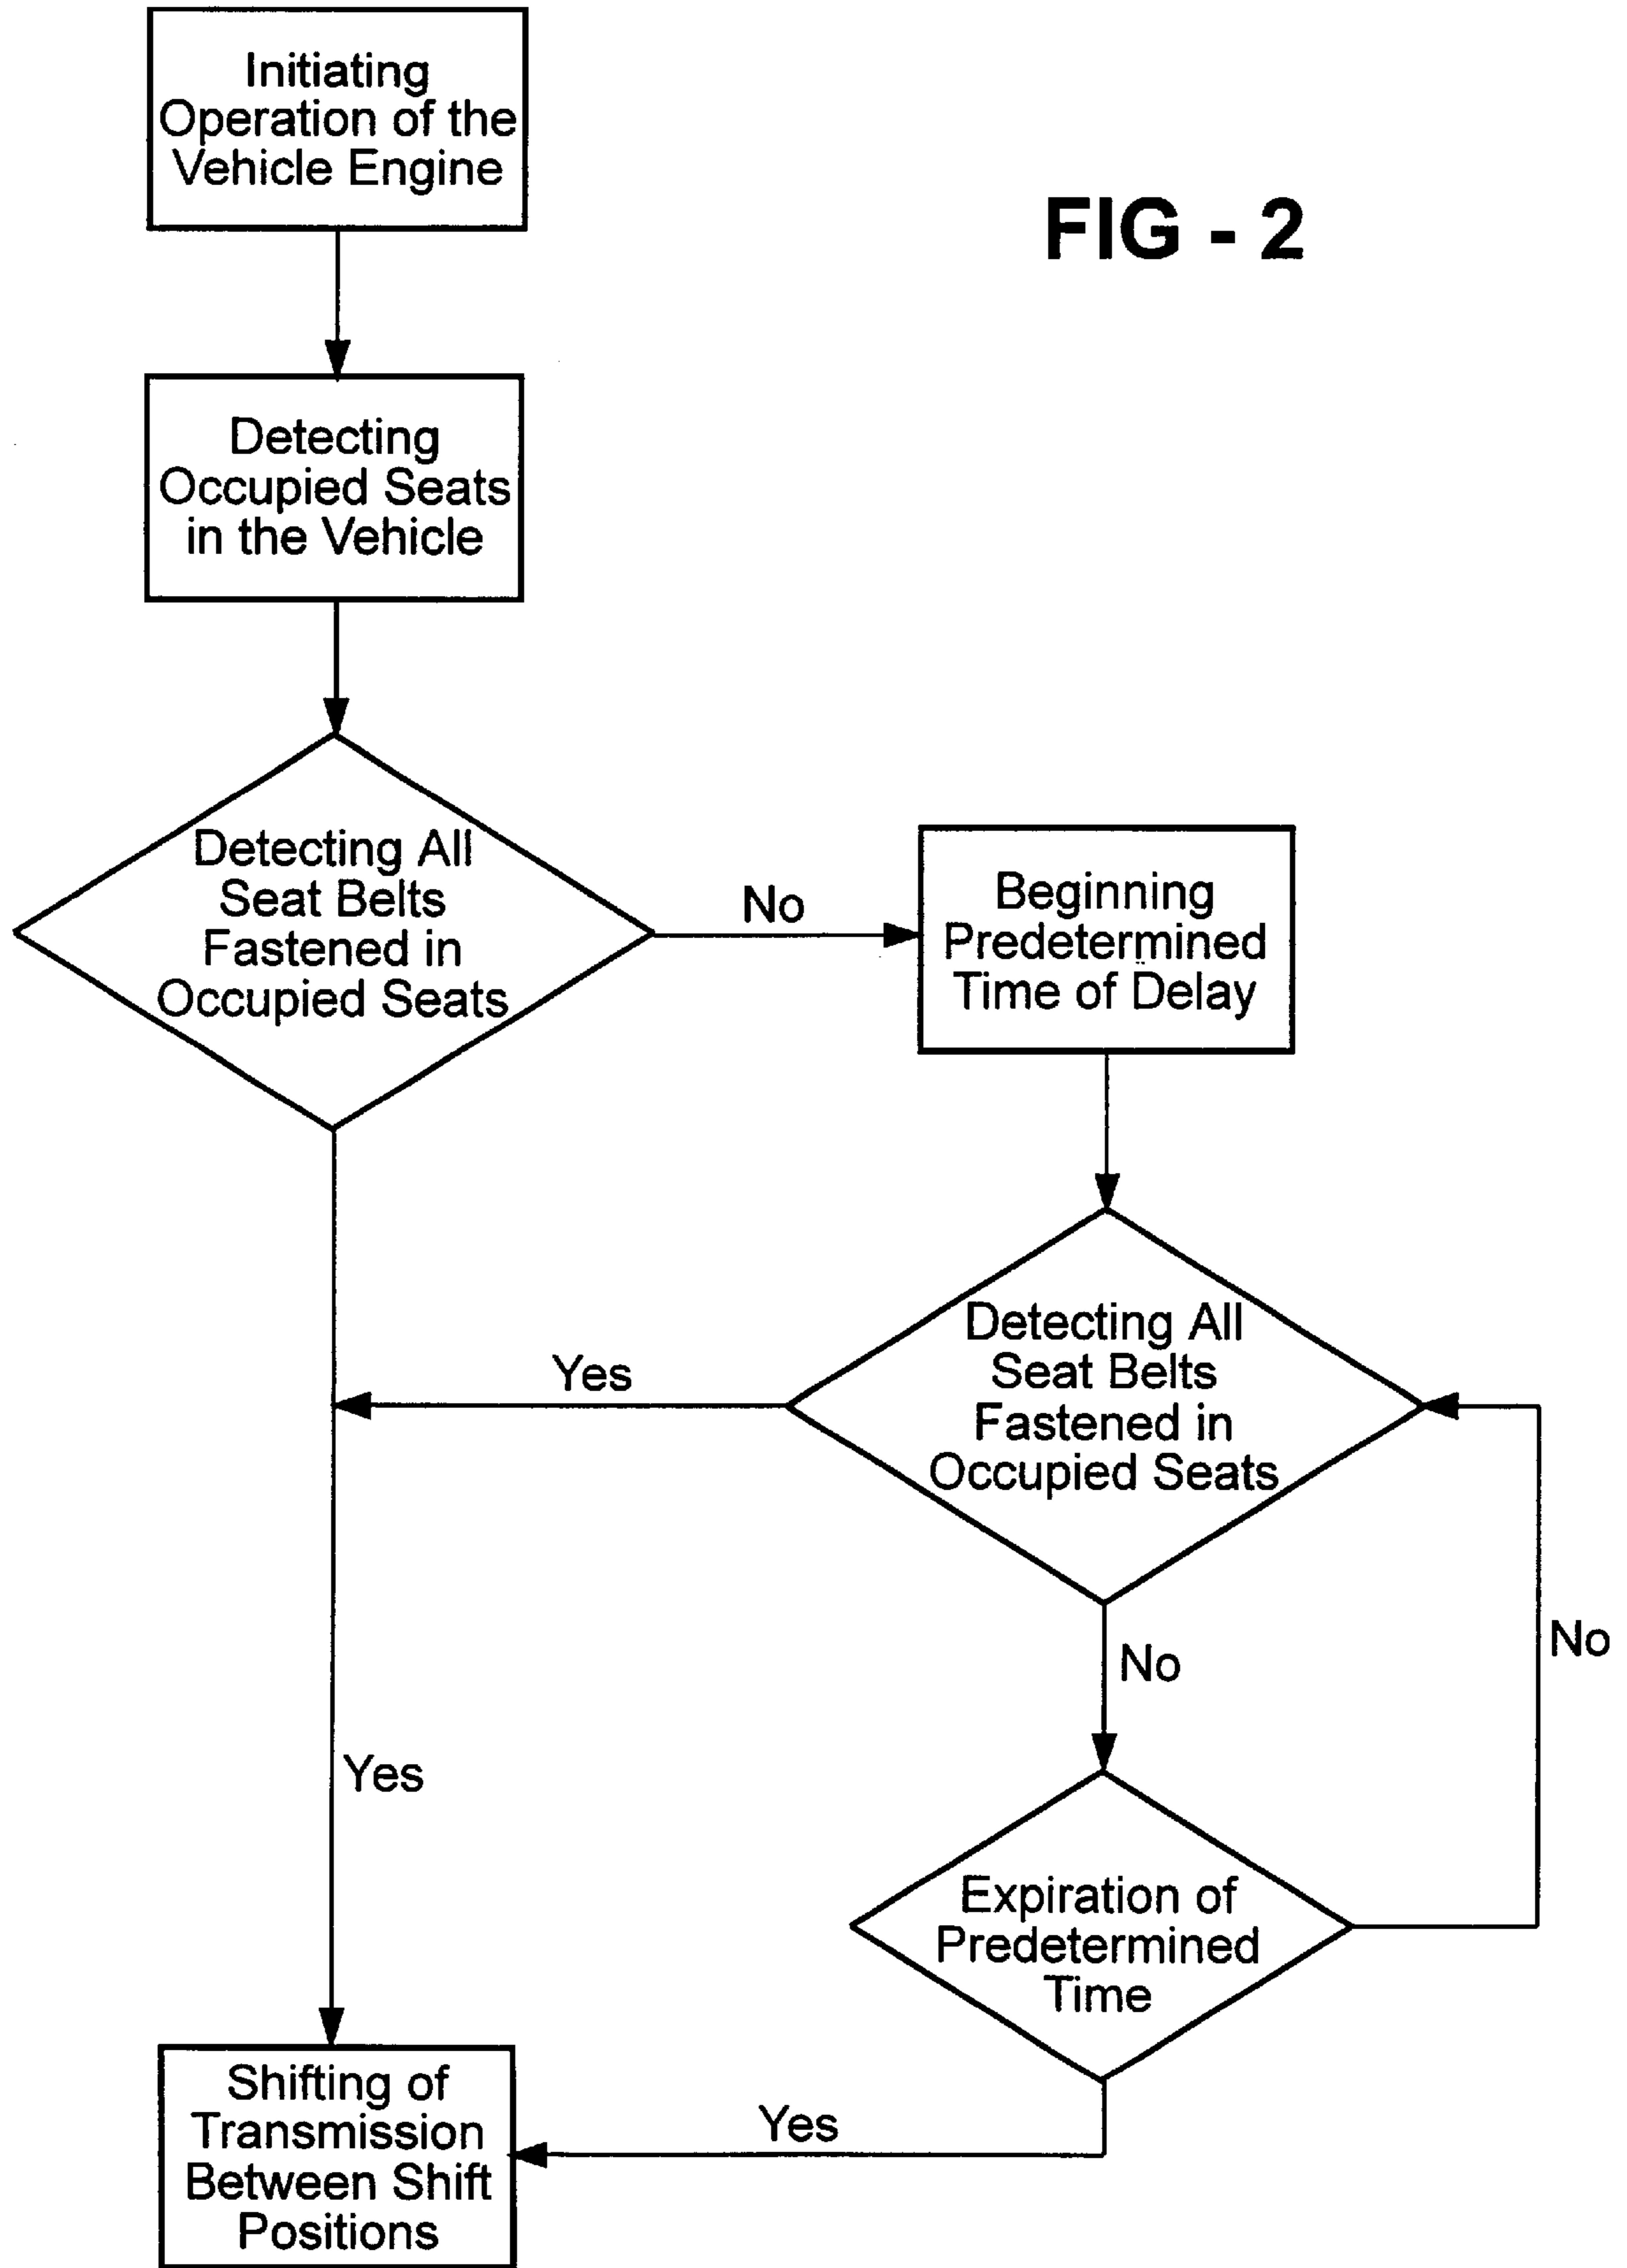 Initiating
Operation of the
Vehicle Engine
FIG - 2
Detecting
Occupied Seats
in the Vehicle
Detecting All
Seat Belts
Fastened in
Occupied Seats
No
Beginning
Predetermined
Time of Delay
Detecting All
Seat Belts
Fastened in
Occupied Seats
Yes
No
No
Yes
Expiration of
Predetermined
Time
Yes
Shifting of
Transmission
Between Shift
Positions